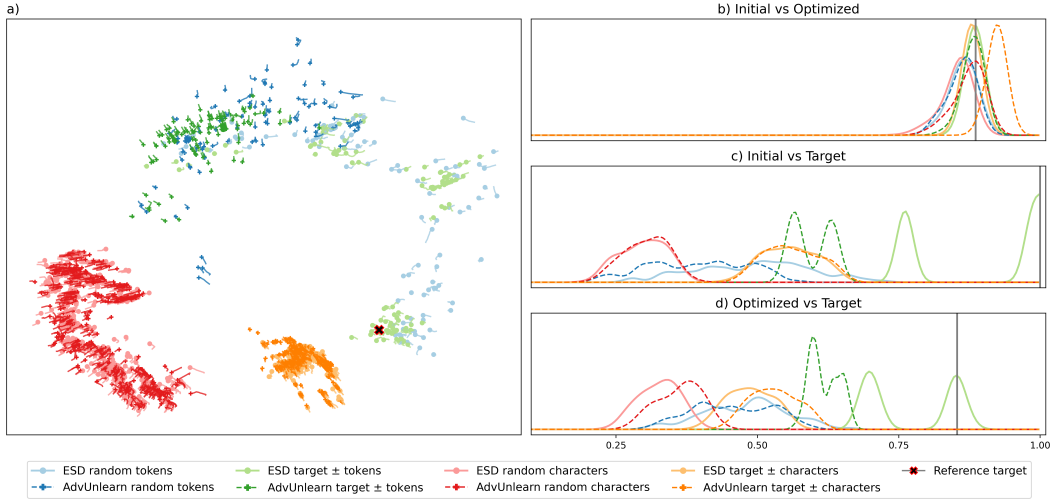 a)
b) Initial vs Optimized
c) Initial vs Target
d) Optimized vs Target
0.25 0.50 0.75 1.00
ESD random tokens ESD target ± tokens ESD random characters ESD target ± characters Reference target
AdvUnlearn random tokens AdvUnlearn target ± tokens AdvUnlearn random characters AdvUnlearn target ± characters